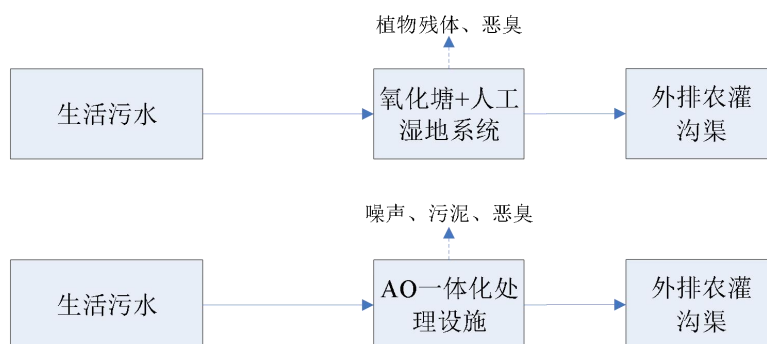 植物残体、恶臭
生活污水
氧化塘+人工
湿地系统
外排农灌
沟渠
噪声、污泥、恶臭
生活污水
AO一体化处
理设施
外排农灌
沟渠